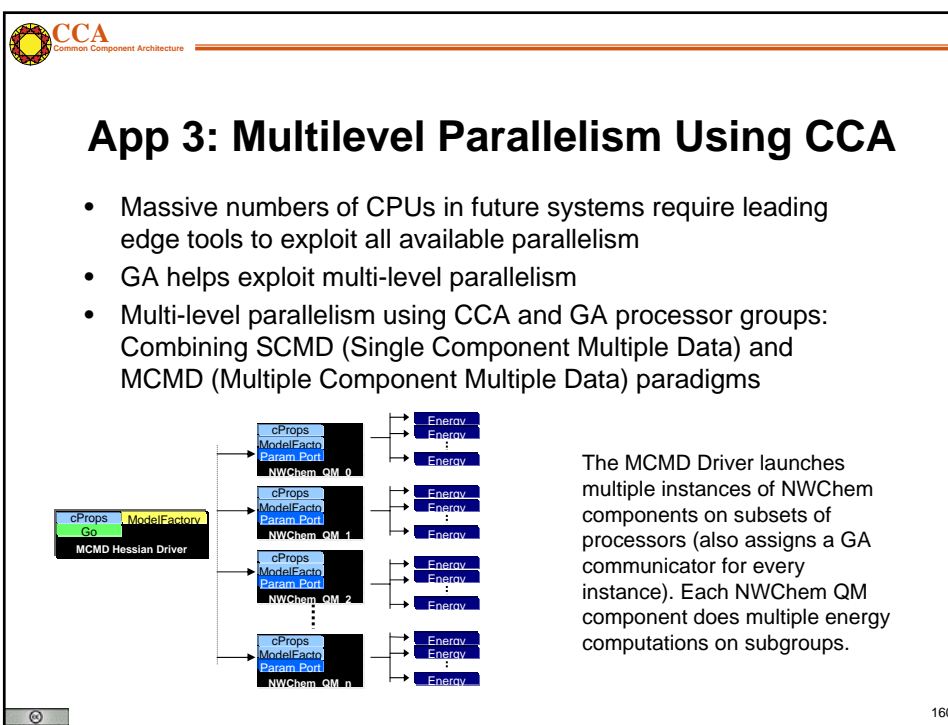 CCA
Common Component Architecture
App 3: Multilevel Parallelism Using CCA
• Massive numbers of CPUs in future systems require leading
edge tools to exploit all available parallelism
• GA helps exploit multi-level parallelism
• Multi-level parallelism using CCA and GA processor groups:
Combining SCMD (Single Component Multiple Data) and
MCMD (Multiple Component Multiple Data) paradigms
cProps ModelFactory
Go
MCMD Hessian Driver
cProps
ModelFacto
Param Port
NWChem_QM_0
Energy
Energy
Energy
cProps
ModelFacto
Param Port
NWChem_QM_1
Energy
Energy
Energy
cProps
ModelFacto
Param Port
NWChem_QM_2
Energy
Energy
Energy
cProps
ModelFacto
Param Port
NWChem_QM_n
Energy
Energy
Energy
The MCMD Driver launches
multiple instances of NWChem
components on subsets of
processors (also assigns a GA
communicator for every
instance). Each NWChem QM
component does multiple energy
computations on subgroups.
cc